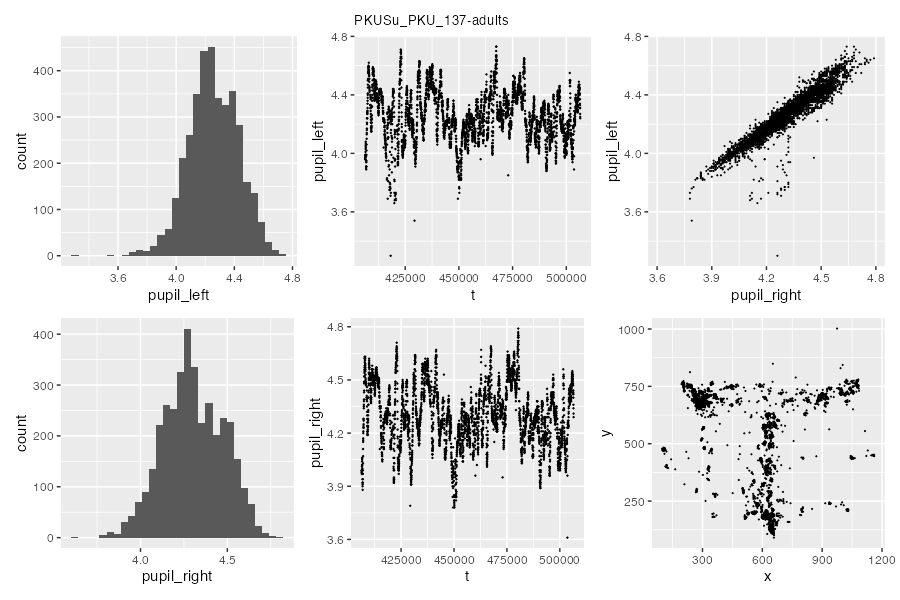 PKUSu_PKU_137-adults
count
400
300
200
100
0
3.6 4.0 4.4 4.8
pupil_left
pupil_left
4.8
4.4
4.0
3.6
425000 450000 475000 500000
t
pupil_left
4.8
4.4
4.0
3.6
3.6 3.9 4.2 4.5 4.8
pupil_right
count
400
300
200
100
0
4.0 4.5
pupil_right
pupil_right
4.8
4.5
4.2
3.9
3.6
425000 450000 475000 500000
t
y
1000
750
500
250
300 600 900 1200
x